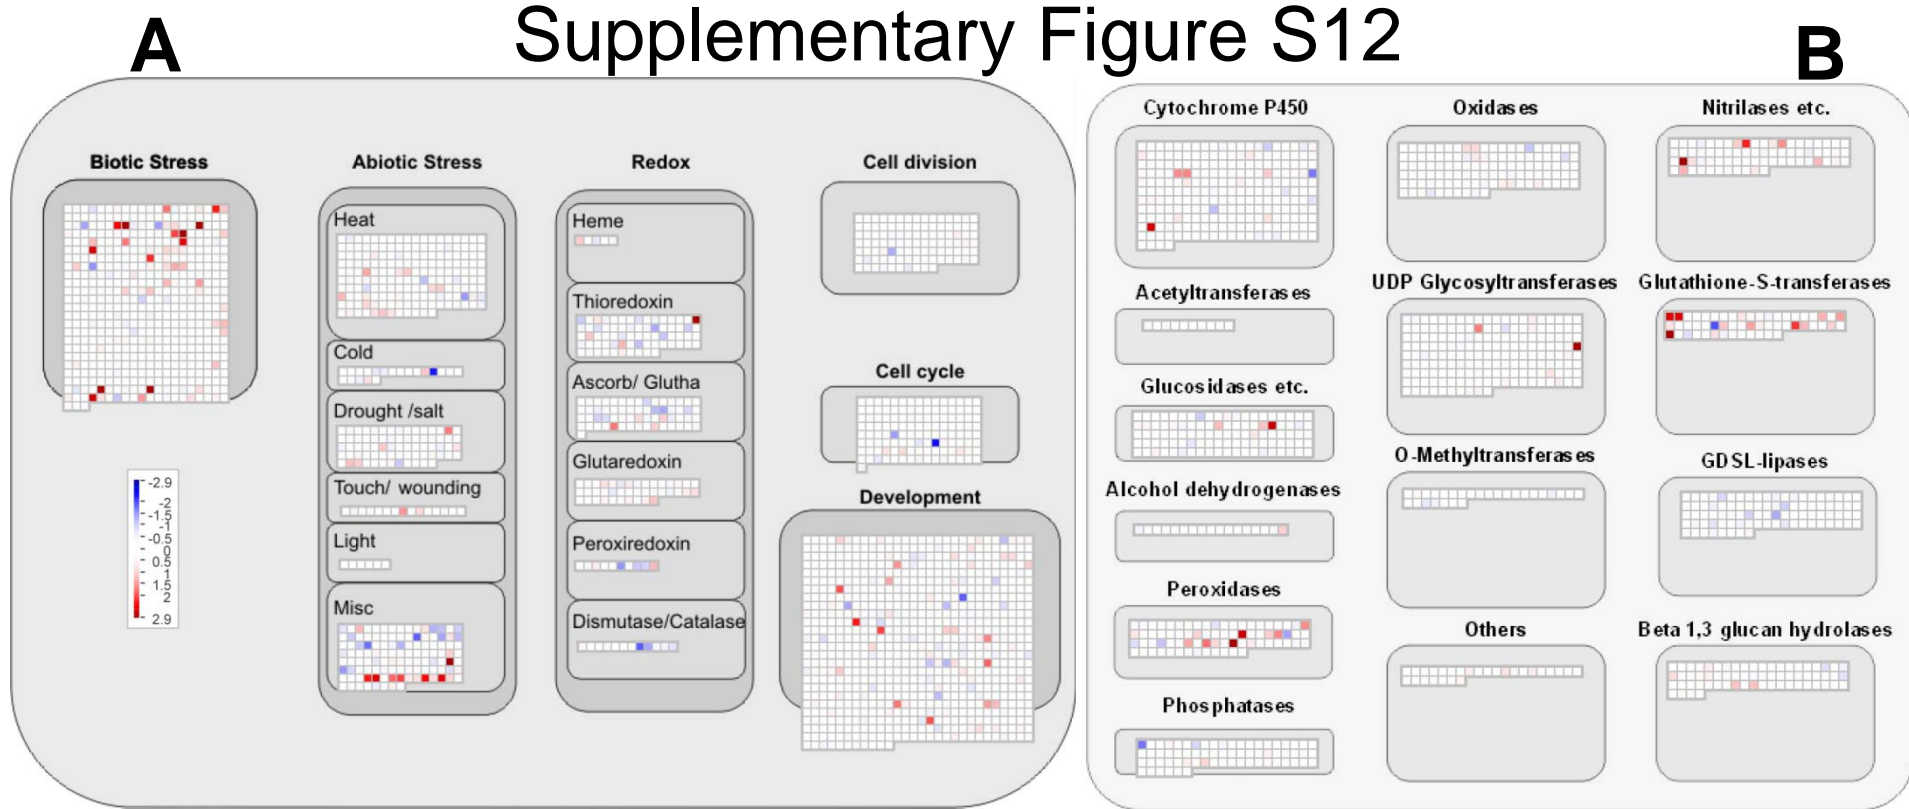 Supplementary Figure S12
A
Biotic Stress
Abiotic Stress
Redox
Cell division
Heat
Cold
Drought /salt
Touch/ wounding
Light
Misc
Heme
Thioredoxin
Ascorb/ Glutha
Glutaredoxin
Peroxiredoxin
Dismutase/Catalase
Cell cycle
Development
-2.9
-2
-1.5
-1
-0.5
0
0.5
1
1.5
2
2.9
B
Cytochrome P450
Oxidases
Nitrilases etc.
Acetyltransferases
UDP Glycosyltransferases
Glutathione-S-transferases
Glucosidases etc.
O-Methyltransferases
GDSL-lipases
Alcohol dehydrogenases
Peroxidases
Others
Beta 1,3 glucan hydrolases
Phosphatases